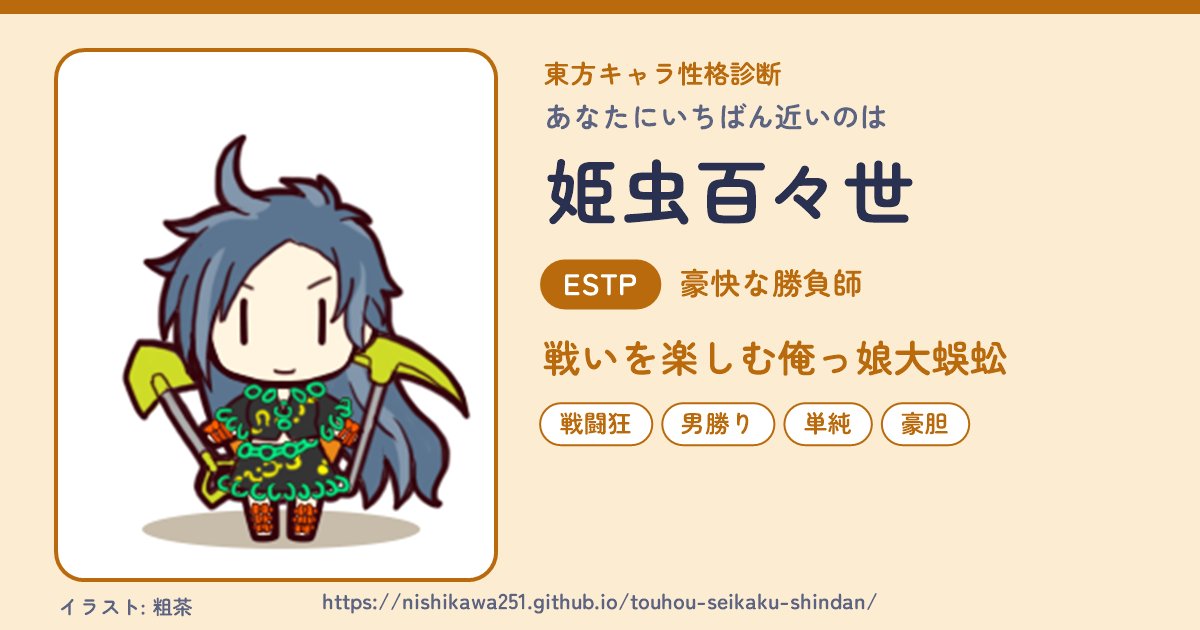 東方キャラ性格診断
あなたにいちばん近いのは
姫虫百々世
ESTP 豪快な勝負師
戦いを楽しむ俺っ娘大蜈蚣
戦闘狂 男勝り 単純 豪胆
イラスト: 粗茶
https://nishikawa251.github.io/touhou-seikaku-shindan/